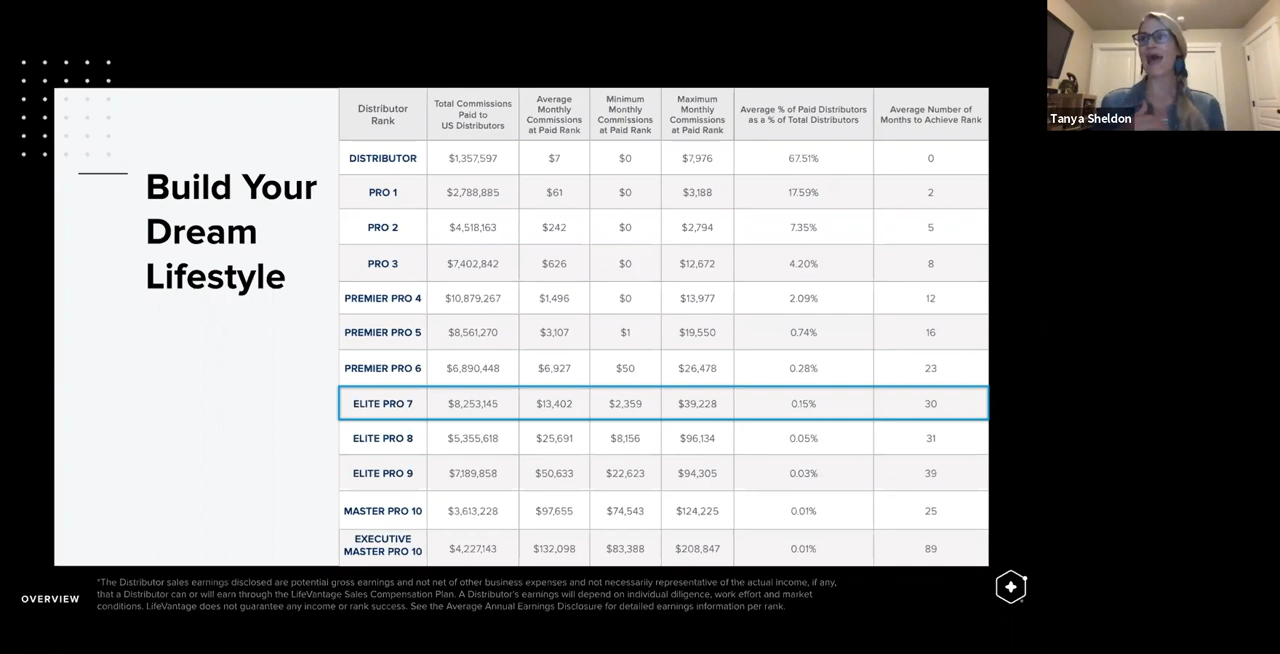 Build Your
Dream
Lifestyle
Distributor Rank | Total Commissions Paid to US Distributors | Average Monthly Commissions at Paid Rank | Minimum Monthly Commissions at Paid Rank | Maximum Monthly Commissions at Paid Rank | Average % of Paid Distributors as a % of Total Distributors | Average Number of Months to Achieve Rank
DISTRIBUTOR $1,357,597 $7 $0 $7,976 67.51% 0
PRO 1 $2,788,885 $61 $0 $3,188 17.59% 2
PRO 2 $4,518,163 $242 $0 $2,794 7.35% 5
PRO 3 $7,402,842 $626 $0 $12,672 4.20% 8
PREMIER PRO 4 $10,879,267 $1,496 $0 $13,977 2.09% 12
PREMIER PRO 5 $8,561,270 $3,107 $1 $19,550 0.74% 16
PREMIER PRO 6 $6,890,448 $6,927 $50 $26,478 0.28% 23
ELITE PRO 7 $8,253,145 $13,402 $2,359 $39,228 0.15% 30
ELITE PRO 8 $5,355,618 $25,691 $8,156 $96,134 0.05% 31
ELITE PRO 9 $7,189,858 $50,633 $22,623 $94,305 0.03% 39
MASTER PRO 10 $3,613,228 $97,655 $74,543 $124,225 0.01% 25
EXECUTIVE MASTER PRO 10 $4,227,143 $132,098 $83,388 $208,847 0.01% 89
OVERVIEW
*The Distributor sales earnings disclosed are potential gross earnings and not net of other business expenses and not necessarily representative of the actual income, if any,
that a Distributor can or will earn through the LifeVantage Sales Compensation Plan. A Distributor's earnings will depend on individual diligence, work effort and market
conditions. LifeVantage does not guarantee any income or rank success. See the Average Annual Earnings Disclosure for detailed earnings information per rank.
Tanya Sheldon